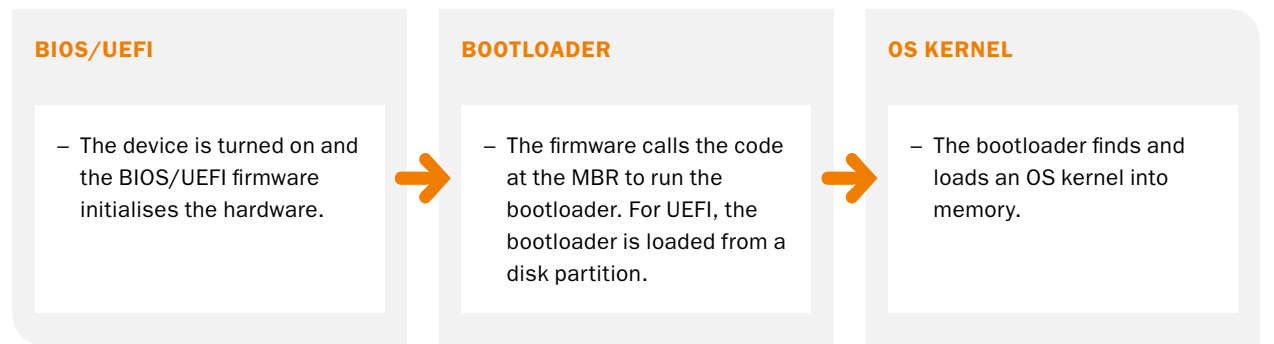 BIOS/UEFI
– The device is turned on and
the BIOS/UEFI firmware
initialises the hardware.
BOOTLOADER
– The firmware calls the code
at the MBR to run the
bootloader. For UEFI, the
bootloader is loaded from a
disk partition.
OS KERNEL
– The bootloader finds and
loads an OS kernel into
memory.